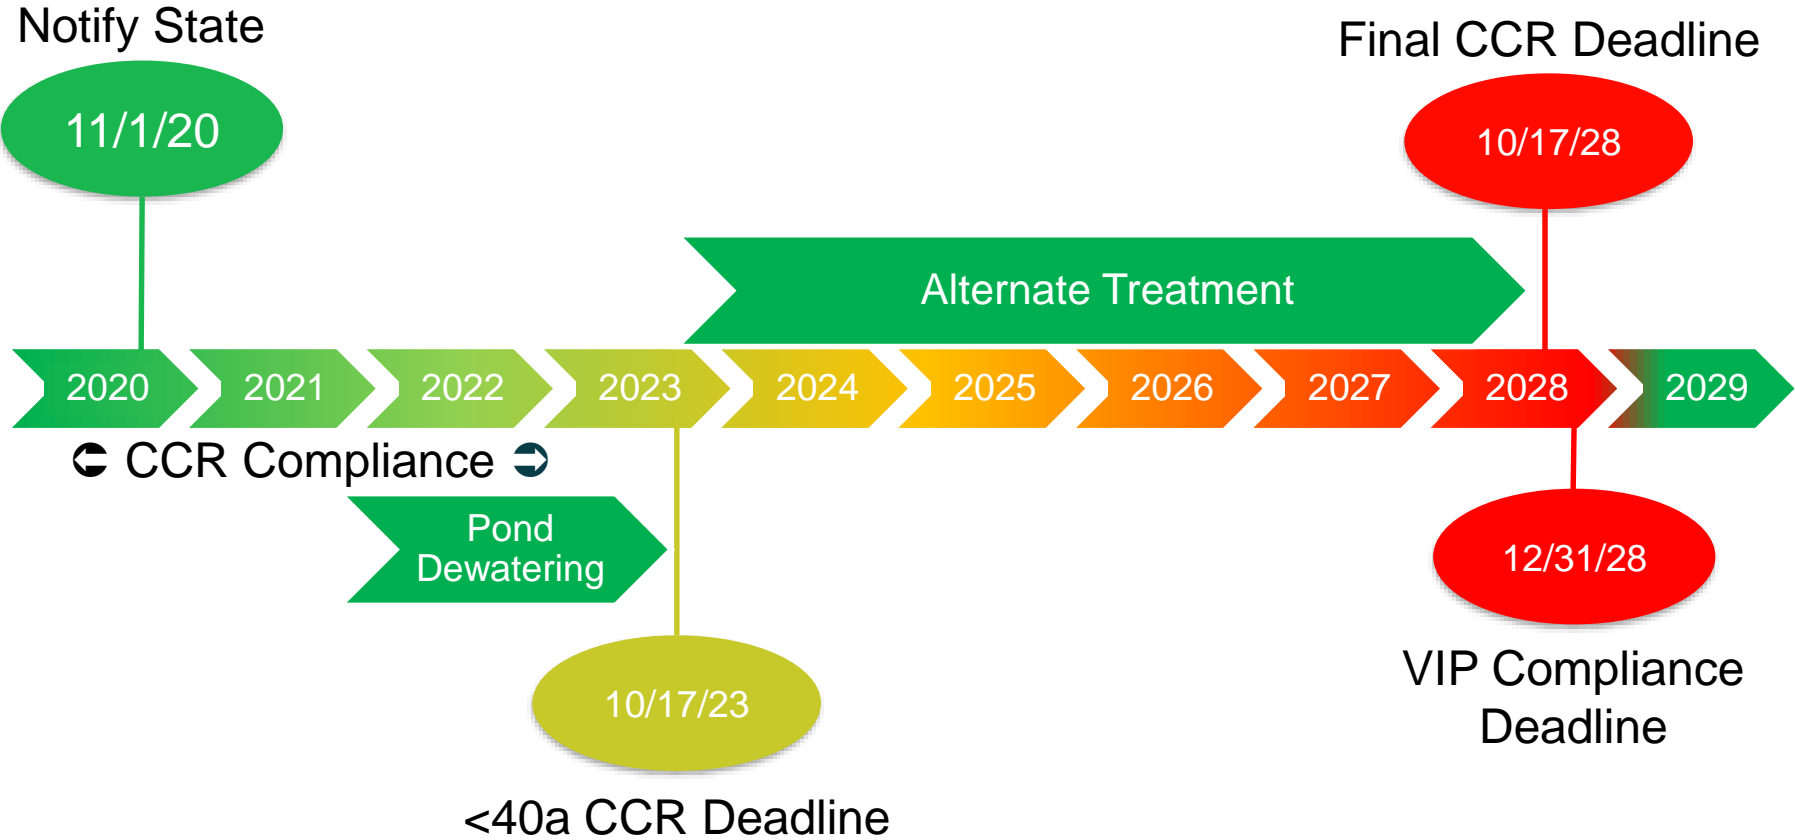 Notify State
11/1/20
Final CCR Deadline
10/17/28
Alternate Treatment
2020
2021
2022
2023
2024
2025
2026
2027
2028
2029
⮈ CCR Compliance ⮊
Pond
Dewatering
10/17/23
<40a CCR Deadline
12/31/28
VIP Compliance
Deadline